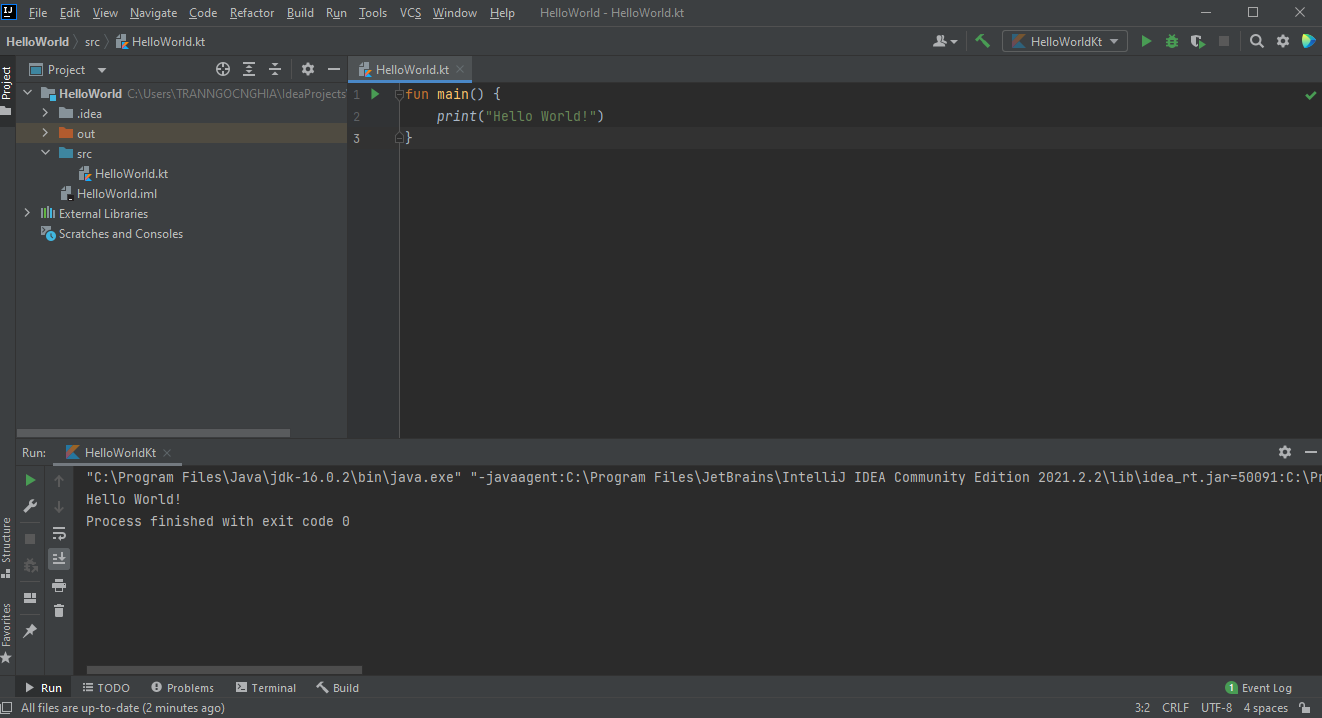 IJ File Edit View Navigate Code Refactor Build Run Tools VCS Window Help HelloWorld - HelloWorld.kt
HelloWorld src HelloWorld.kt HelloWorldKt
Project
Project
HelloWorld C:\Users\TRANNGOCNGHIA\IdeaProjects
.idea
out
src
HelloWorld.kt
HelloWorld.iml
External Libraries
Scratches and Consoles
HelloWorld.kt
1 fun main() {
2 print("Hello World!")
3 }
Run: HelloWorldKt
"C:\Program Files\Java\jdk-16.0.2\bin\java.exe" "-javaagent:C:\Program Files\JetBrains\IntelliJ IDEA Community Edition 2021.2.2\lib\idea_rt.jar=50091:C:\Pr
Hello World!
Process finished with exit code 0
Structure
Favorites
Run TODO Problems Terminal Build 1 Event Log
All files are up-to-date (2 minutes ago) 3:2 CRLF UTF-8 4 spaces